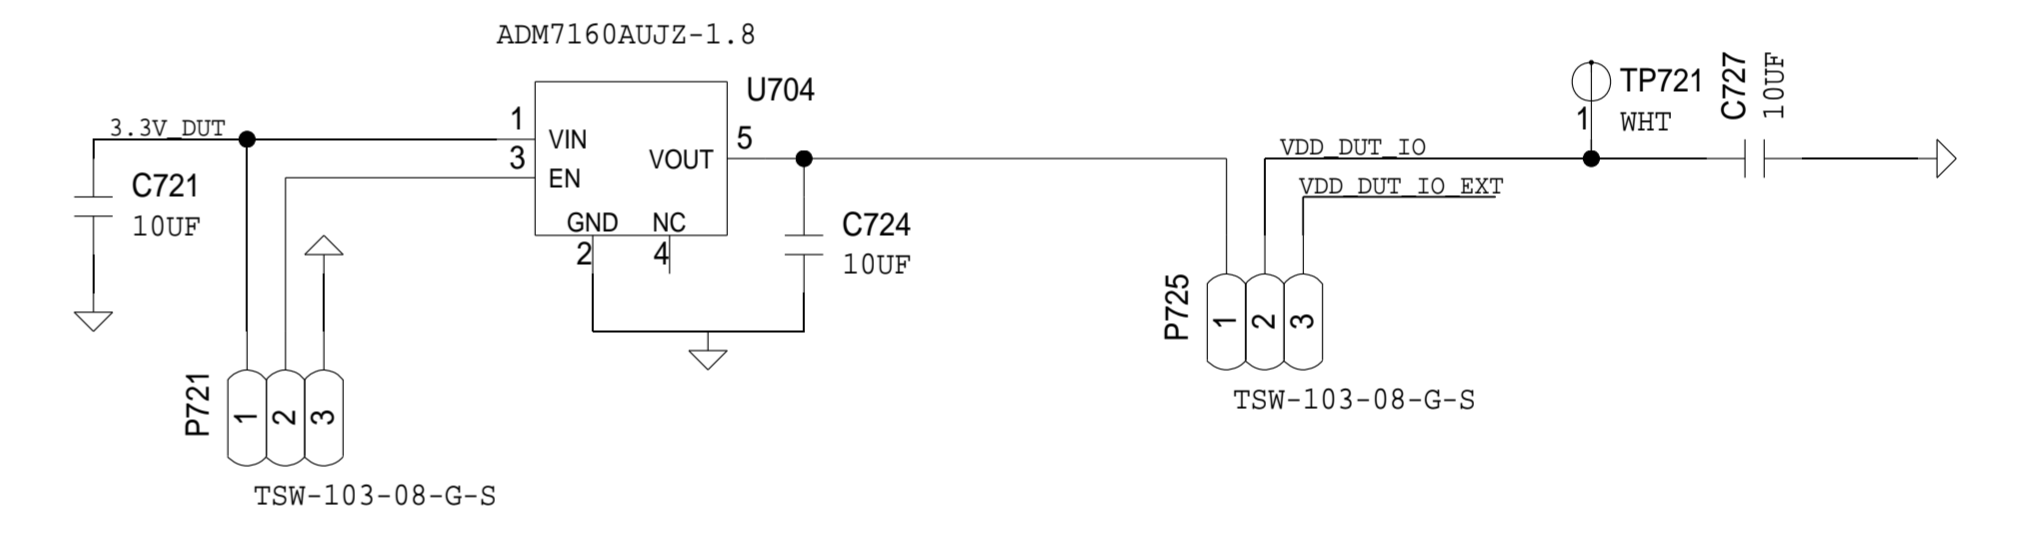 ADM7160AUJZ-1.8
U704
3.3V_DUT
1
VIN
3
EN
VOUT
5
GND
NC
2
4
C721
10UF
C724
10UF
P721
1
2
3
TSW-103-08-G-S
VDD_DUT_IO
VDD_DUT_IO_EXT
P725
1
2
3
TSW-103-08-G-S
TP721
1
WHT
C727
10UF